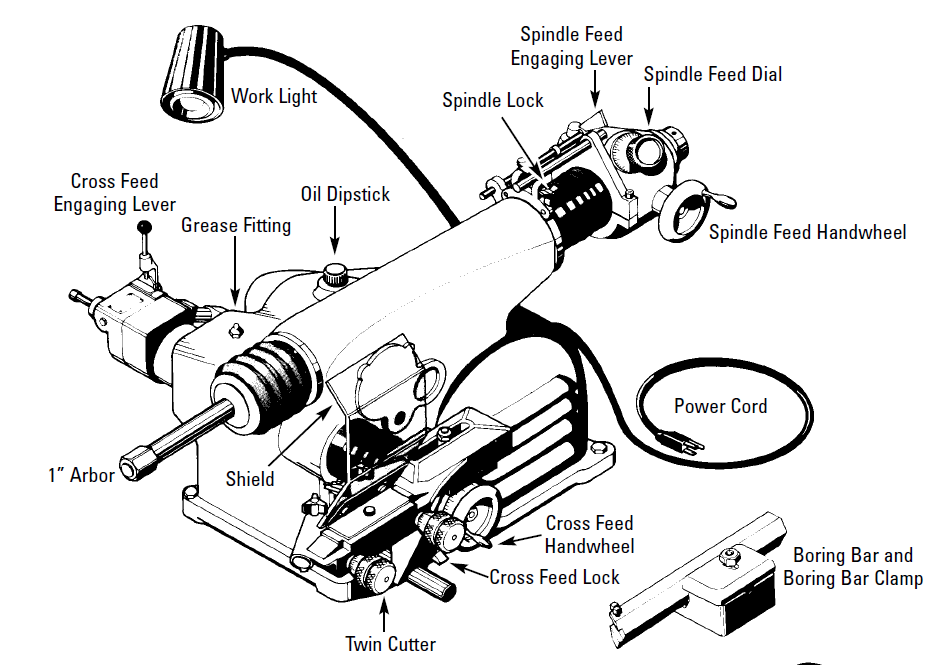 Spindle Feed
Engaging Lever
Spindle Feed Dial
Work Light
Spindle Lock
Cross Feed
Engaging Lever
Oil Dipstick
Grease Fitting
Spindle Feed Handwheel
Power Cord
1” Arbor
Shield
Cross Feed
Handwheel
Cross Feed Lock
Boring Bar and
Boring Bar Clamp
Twin Cutter